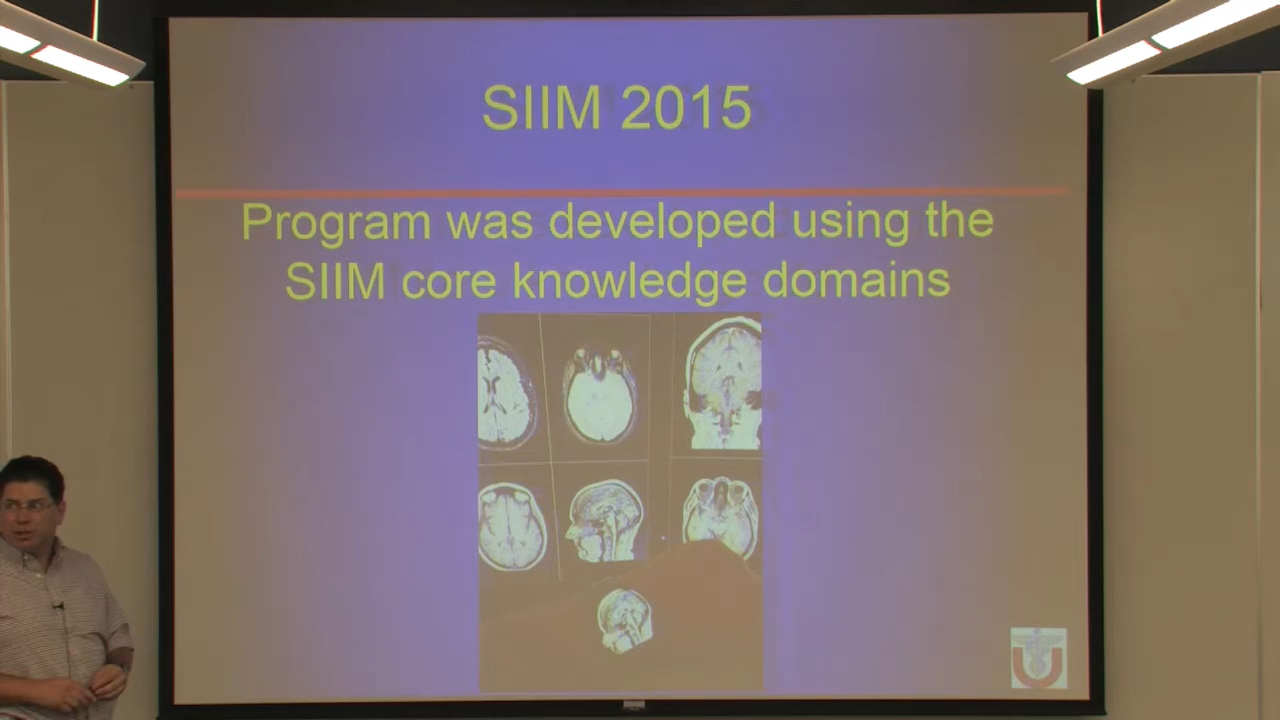 SIIM 2015
Program was developed using the
SIIM core knowledge domains
U